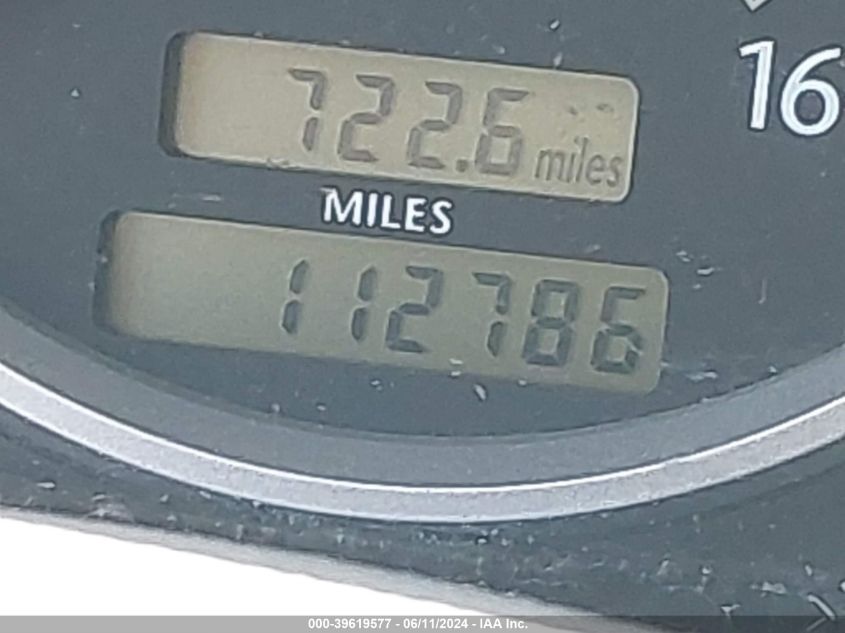 16
722.6 miles
MILES
112786
000-39619577 - 06/11/2024 - IAA Inc.